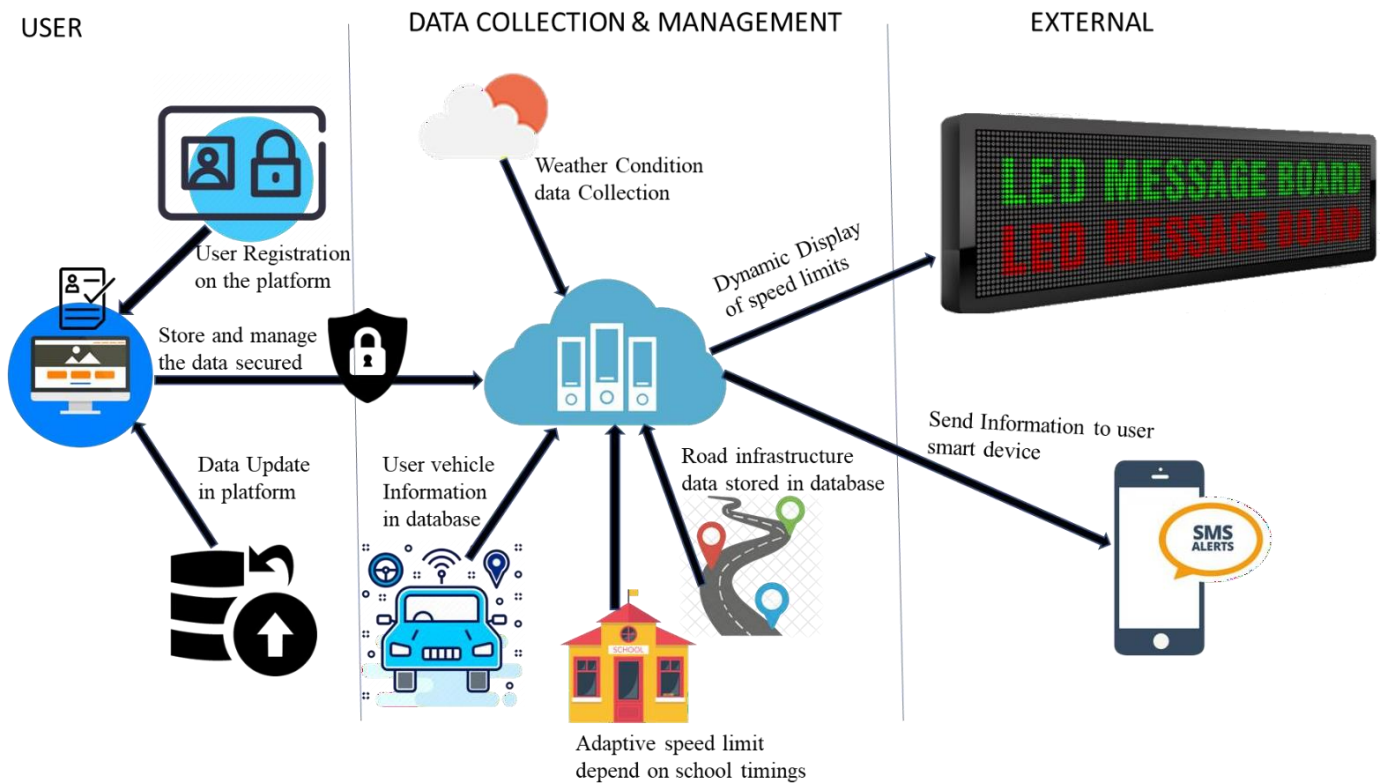 USER
DATA COLLECTION & MANAGEMENT
EXTERNAL
User Registration
on the platform
Store and manage
the data secured
Data Update
in platform
Weather Condition
data Collection
User vehicle
Information
in database
SCHOOL
Adaptive speed limit
depend on school timings
Road infrastructure
data stored in database
Dynamic Display
of speed limits
LED MESSAGE BOARD
LED MESSAGE BOARD
Send Information to user
smart device
SMS
ALERTS